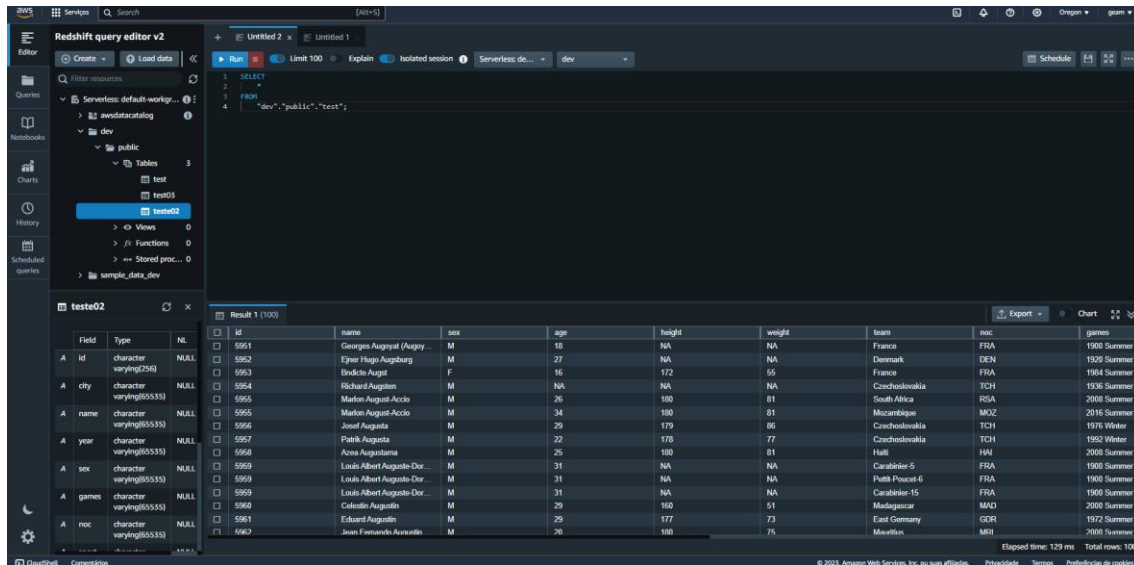 aws
Serviços
Search
[Alt+S]
Oregon
geam
Editor
Queries
Notebooks
Charts
History
Scheduled queries
Redshift query editor v2
Create
Load data
Filter resources
Serverless: default-workgr...
awsdatacatalog
dev
public
Tables 3
test
test03
teste02
Views 0
Functions 0
Stored proc... 0
sample_data_dev
+ Untitled 2 x Untitled 1
Run Limit 100 Explain Isolated session Serverless: de... dev Schedule
1 SELECT
2 *
3 FROM
4 "dev"."public"."test";
teste02
Field Type NL
A id character varying(256) NULL
A city character varying(65535) NULL
A name character varying(65535) NULL
A year character varying(65535) NULL
A sex character varying(65535) NULL
A games character varying(65535) NULL
A noc character varying(65535) NULL
Result 1 (100) Export Chart
id name sex age height weight team noc games
5951 Georges Augoyat (Augoy... M 18 NA NA France FRA 1900 Summer
5952 Ejner Hugo Augsburg M 27 NA NA Denmark DEN 1920 Summer
5953 Bndicte Augst F 16 172 55 France FRA 1984 Summer
5954 Richard Augsten M NA NA NA Czechoslovakia TCH 1936 Summer
5955 Marlon August-Accio M 26 180 81 South Africa RSA 2008 Summer
5955 Marlon August-Accio M 34 180 81 Mozambique MOZ 2016 Summer
5956 Josef Augusta M 29 179 86 Czechoslovakia TCH 1976 Winter
5957 Patrik Augusta M 22 178 77 Czechoslovakia TCH 1992 Winter
5958 Azea Augustama M 25 180 81 Haiti HAI 2008 Summer
5959 Louis Albert Auguste-Dor... M 31 NA NA Carabinier-5 FRA 1900 Summer
5959 Louis Albert Auguste-Dor... M 31 NA NA Petit-Poucet-6 FRA 1900 Summer
5959 Louis Albert Auguste-Dor... M 31 NA NA Carabinier-15 FRA 1900 Summer
5960 Celestin Augustin M 29 160 51 Madagascar MAD 2000 Summer
5961 Eduard Augustin M 29 177 73 East Germany GDR 1972 Summer
5962 Jean Fernando Augustin M 20 180 75 Mauritius MRI 2000 Summer
Elapsed time: 129 ms Total rows: 100
CloudShell Comentários © 2023, Amazon Web Services, Inc. ou suas afiliadas. Privacidade Termos Preferências de cookies